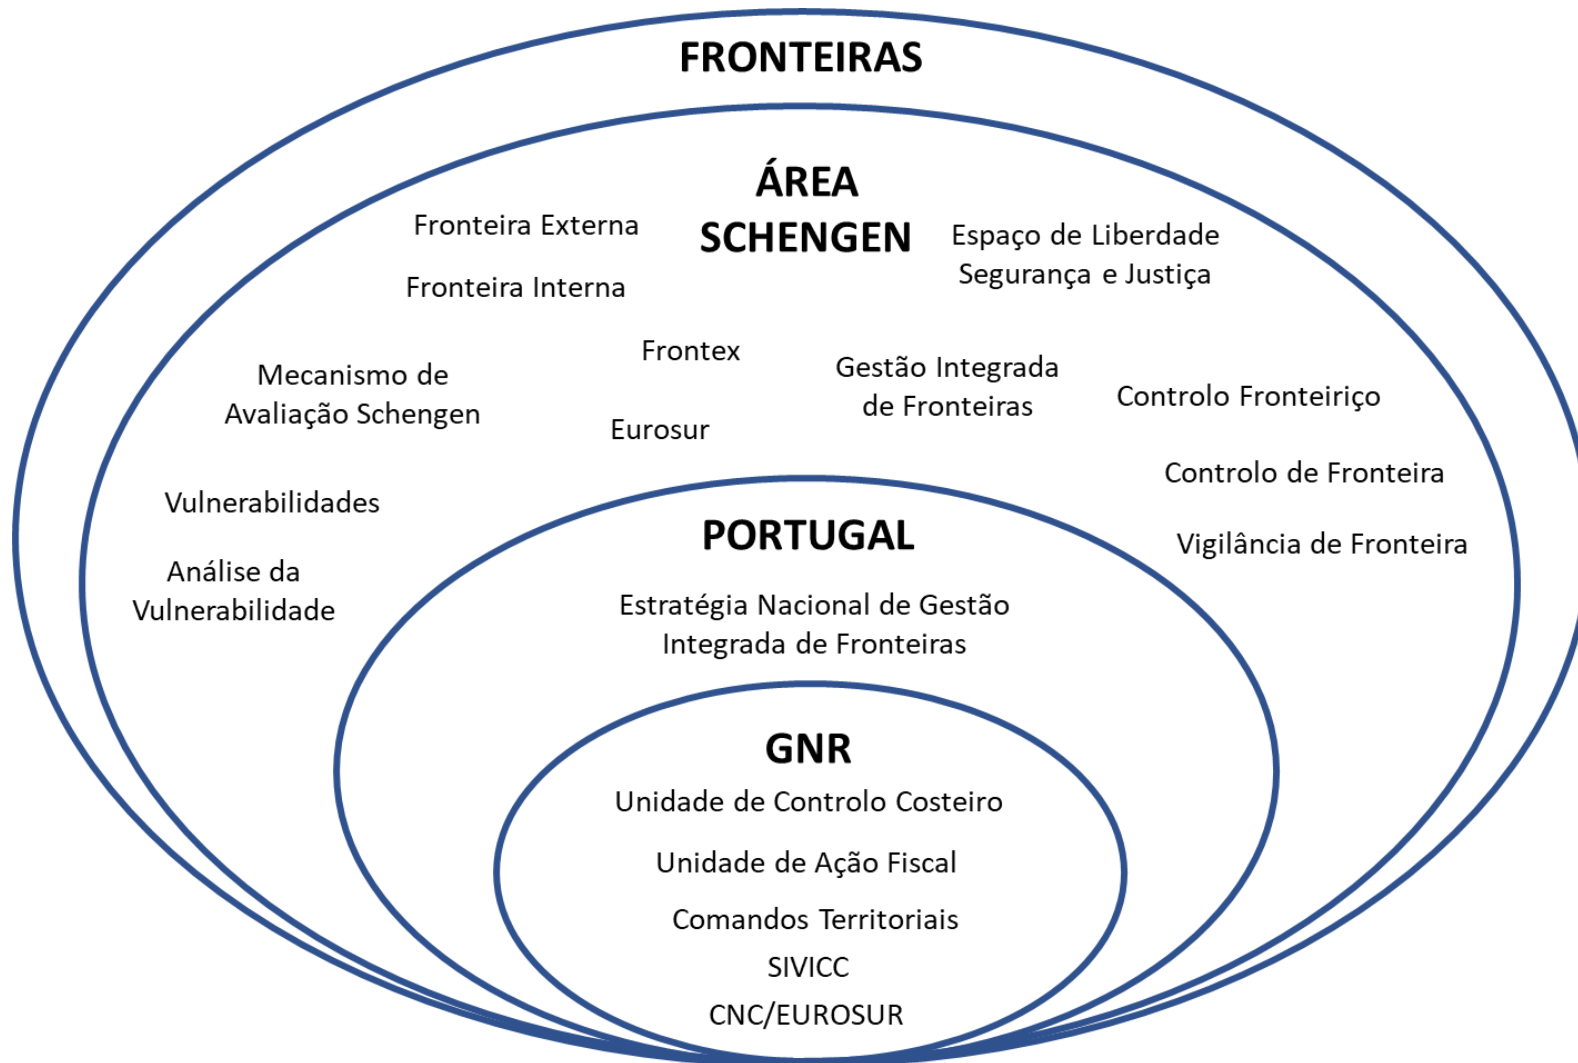 FRONTEIRAS
ÁREA
SCHENGEN
Fronteira Externa
Fronteira Interna
Espaço de Liberdade
Segurança e Justiça
Frontex
Eurosur
Gestão Integrada
de Fronteiras
Mecanismo de
Avaliação Schengen
Controlo Fronteiriço
Controlo de Fronteira
Vigilância de Fronteira
Vulnerabilidades
Análise da
Vulnerabilidade
PORTUGAL
Estratégia Nacional de Gestão
Integrada de Fronteiras
GNR
Unidade de Controlo Costeiro
Unidade de Ação Fiscal
Comandos Territoriais
SIVICC
CNC/EUROSUR